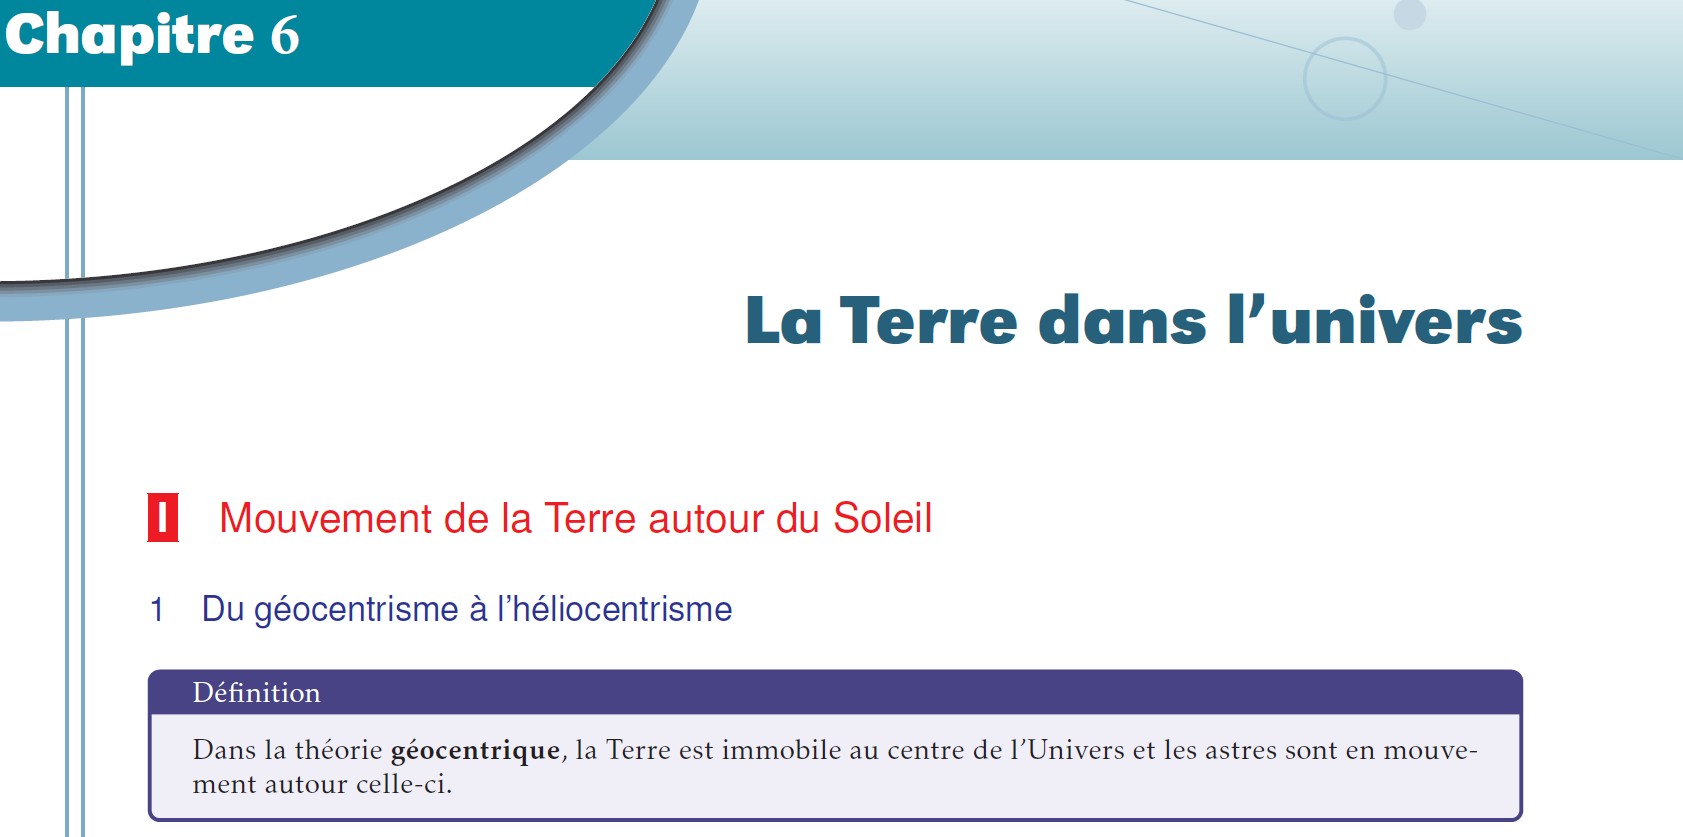 Chapitre 6
La Terre dans l’univers
I Mouvement de la Terre autour du Soleil
1 Du géocentrisme à l’héliocentrisme
Définition
Dans la théorie géocentrique, la Terre est immobile au centre de l’Univers et les astres sont en mouve-
ment autour celle-ci.